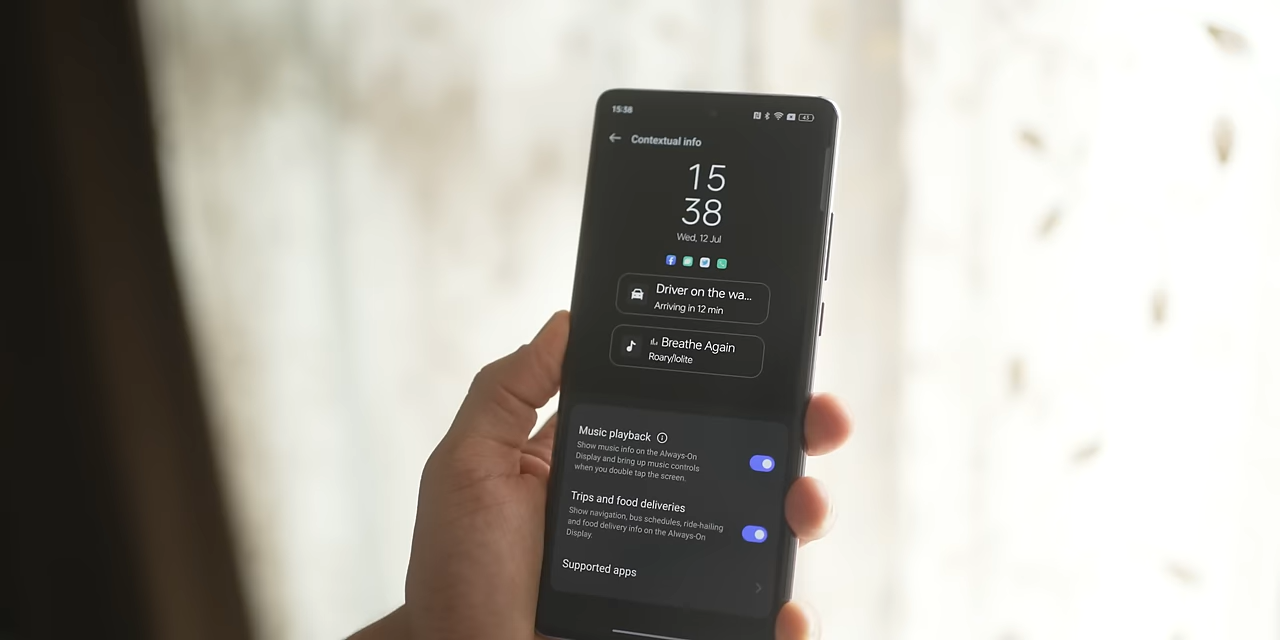 15:38
43
Contextual info
15
38
Wed, 12 Jul
Driver on the wa...
Arriving in 12 min
Breathe Again
Roary/Iolite
Music playback
Show music info on the Always-On
Display and bring up music controls
when you double tap the screen.
Trips and food deliveries
Show navigation, bus schedules, ride-hailing
and food delivery info on the Always-On
Display.
Supported apps